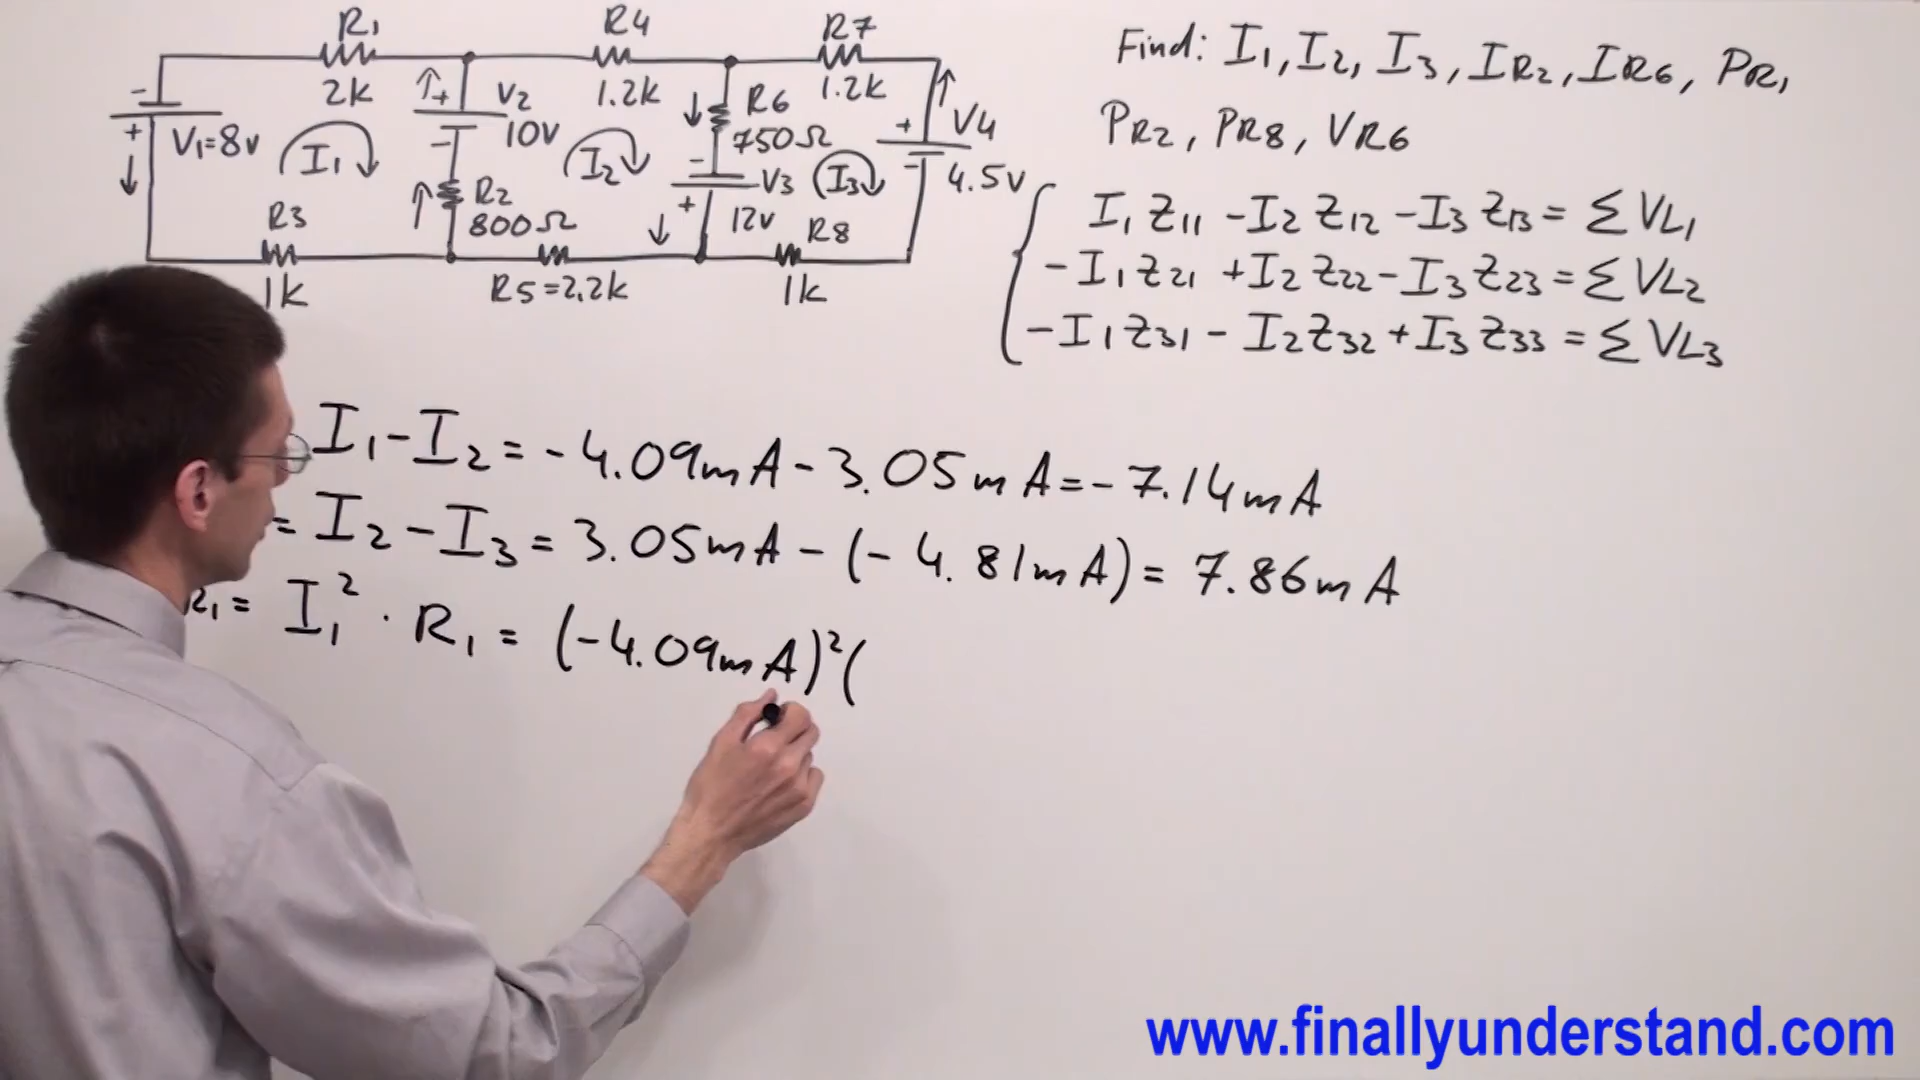 R1 R4 R7
2k 1.2k 1.2k
- + V2 10V R6 750Ω + V4
+ V1=8v I1 - I2 - V3 I3 - 4.5v
R2 800Ω + 12v
R3 R8
1k R5=2.2k 1k
Find: I1, I2, I3, IR2, IR6, PR1
PR2, PR8, VR6
I1 Z11 - I2 Z12 - I3 Z13 = Σ VL1
- I1 Z21 + I2 Z22 - I3 Z23 = Σ VL2
- I1 Z31 - I2 Z32 + I3 Z33 = Σ VL3
I1 - I2 = - 4.09mA - 3.05mA = - 7.14mA
= I2 - I3 = 3.05mA - (- 4.81mA) = 7.86mA
R1 = I1² · R1 = (-4.09mA)² (
www.finallyunderstand.com